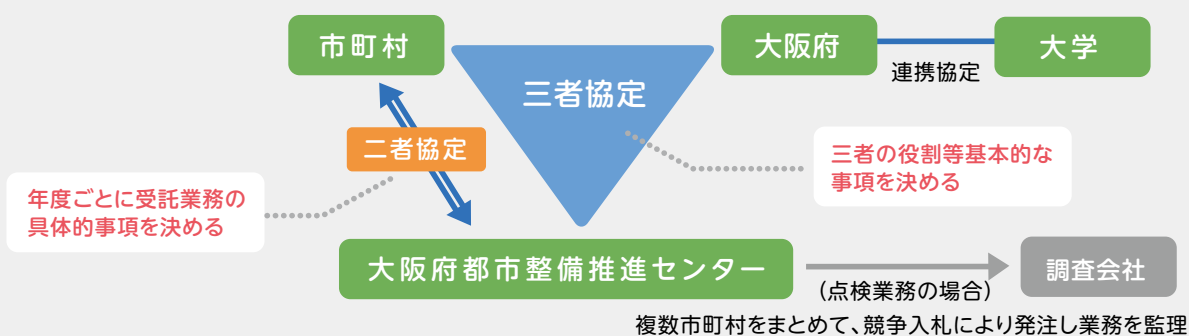 市町村
大阪府
大学
連携協定
三者協定
二者協定
三者の役割等基本的な
事項を決める
年度ごとに受託業務の
具体的事項を決める
大阪府都市整備推進センター
調査会社
(点検業務の場合)
複数市町村をまとめて、競争入札により発注し業務を監理